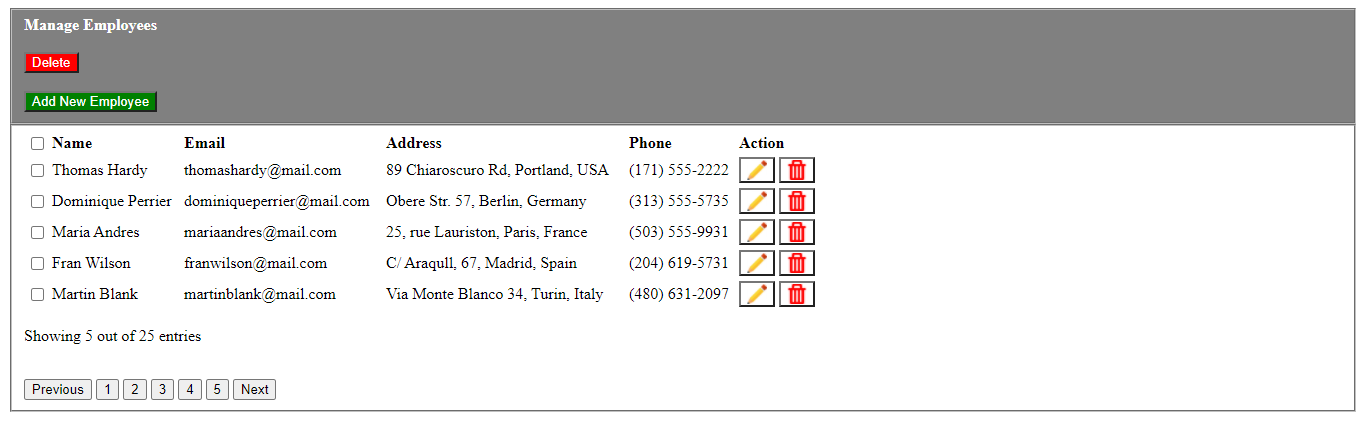 Manage Employees
Delete
Add New Employee
Name Email Address Phone Action
Thomas Hardy thomashardy@mail.com 89 Chiaroscuro Rd, Portland, USA (171) 555-2222
Dominique Perrier dominiqueperrier@mail.com Obere Str. 57, Berlin, Germany (313) 555-5735
Maria Andres mariaandres@mail.com 25, rue Lauriston, Paris, France (503) 555-9931
Fran Wilson franwilson@mail.com C/ Araqull, 67, Madrid, Spain (204) 619-5731
Martin Blank martinblank@mail.com Via Monte Blanco 34, Turin, Italy (480) 631-2097
Showing 5 out of 25 entries
Previous 1 2 3 4 5 Next